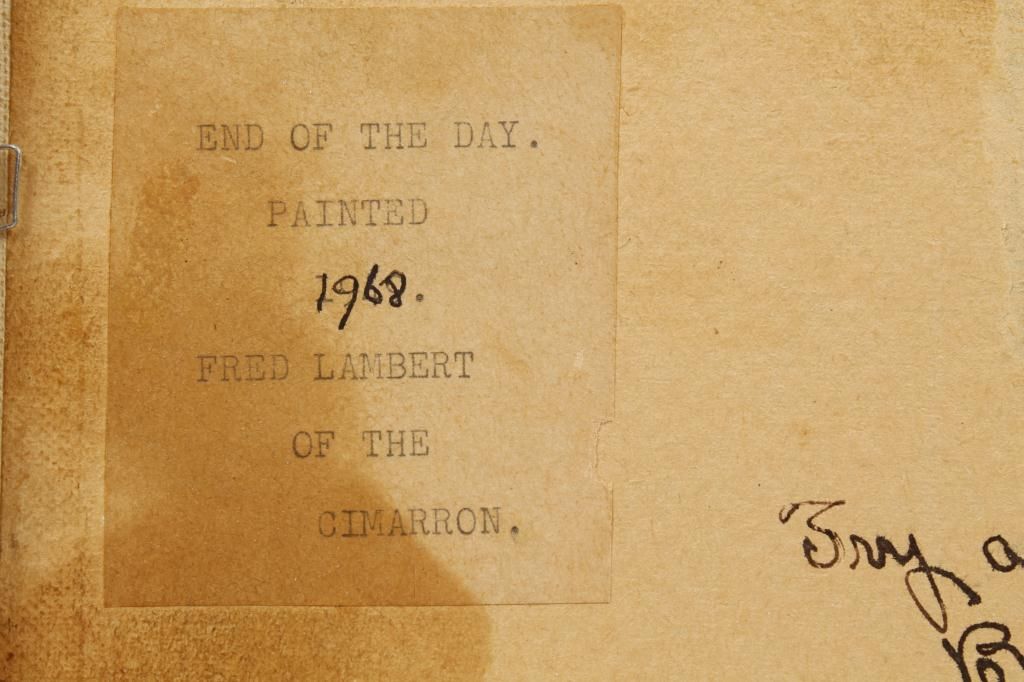 END OF THE DAY.
PAINTED
1968.
FRED LAMBERT
OF THE
CIMARRON.